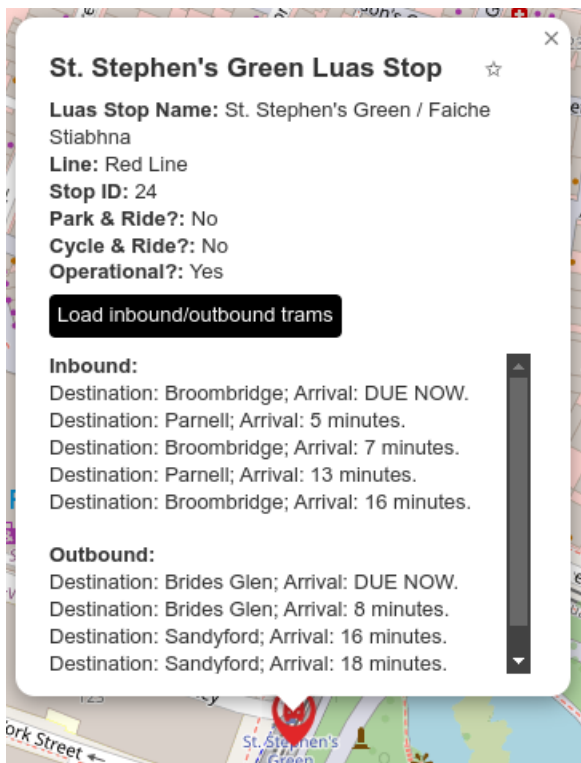 St. Stephen's Green Luas Stop
Luas Stop Name: St. Stephen's Green / Faiche
Stiabhna
Line: Red Line
Stop ID: 24
Park & Ride?: No
Cycle & Ride?: No
Operational?: Yes
Load inbound/outbound trams
Inbound:
Destination: Broombridge; Arrival: DUE NOW.
Destination: Parnell; Arrival: 5 minutes.
Destination: Broombridge; Arrival: 7 minutes.
Destination: Parnell; Arrival: 13 minutes.
Destination: Broombridge; Arrival: 16 minutes.
Outbound:
Destination: Brides Glen; Arrival: DUE NOW.
Destination: Brides Glen; Arrival: 8 minutes.
Destination: Sandyford; Arrival: 16 minutes.
Destination: Sandyford; Arrival: 18 minutes.
ork Street
St. Stephen's
Green